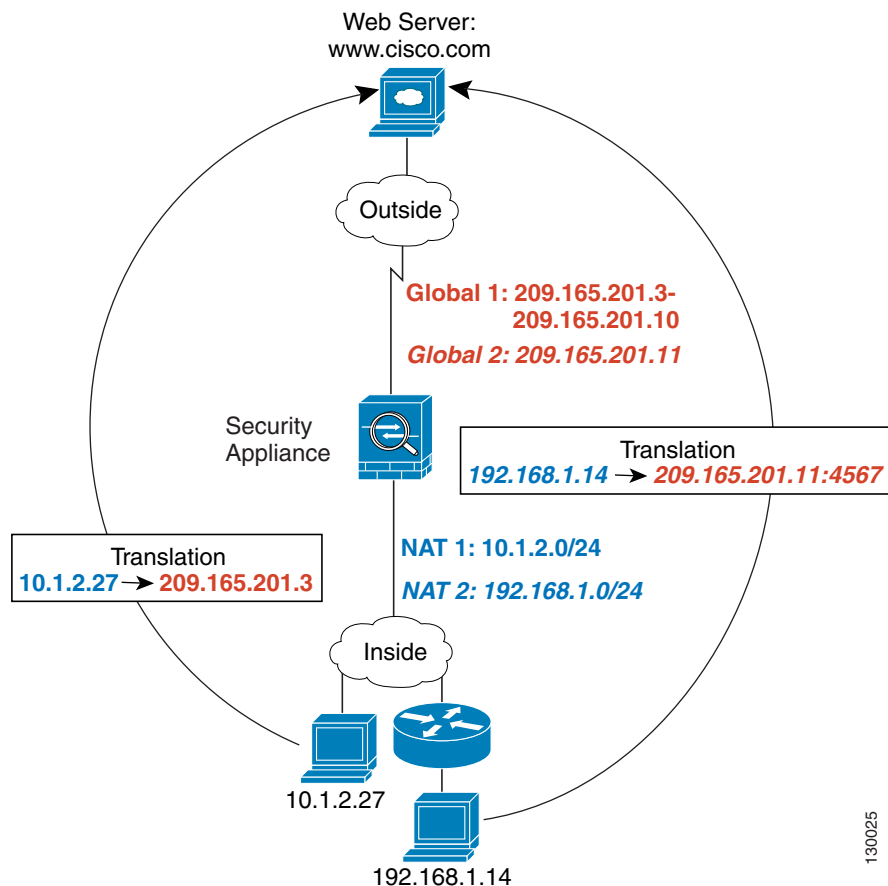 Web Server:
www.cisco.com
Outside
Global 1: 209.165.201.3-
209.165.201.10
Global 2: 209.165.201.11
Security
Appliance
Translation
192.168.1.14 → 209.165.201.11:4567
NAT 1: 10.1.2.0/24
NAT 2: 192.168.1.0/24
Translation
10.1.2.27 → 209.165.201.3
Inside
10.1.2.27
192.168.1.14
130025